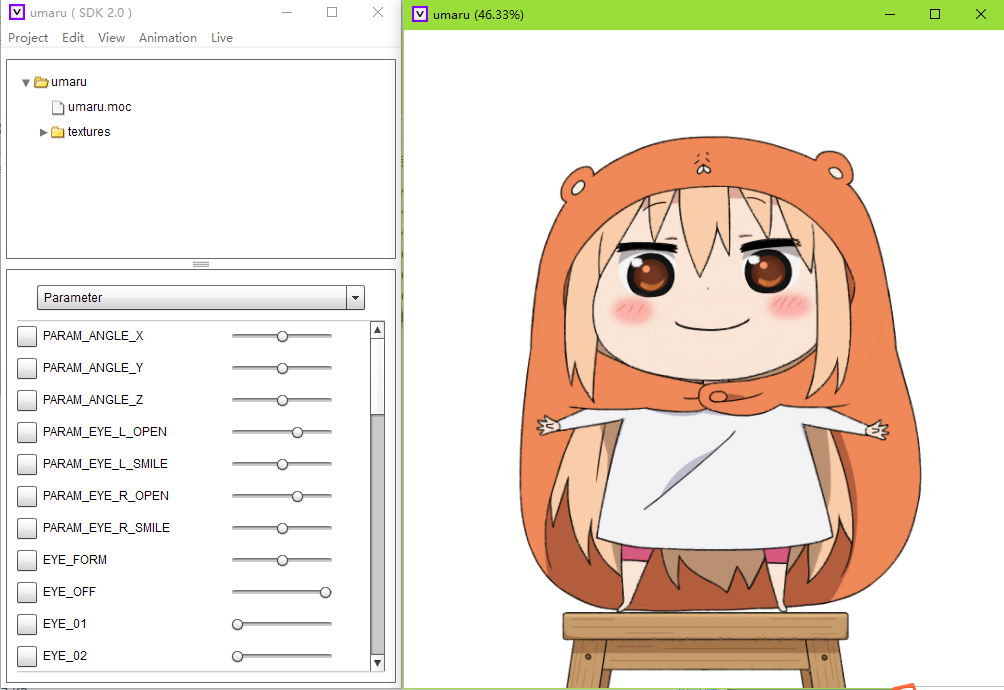 umaru ( SDK 2.0 )
Project Edit View Animation Live
umaru
umaru.moc
textures
Parameter
PARAM_ANGLE_X
PARAM_ANGLE_Y
PARAM_ANGLE_Z
PARAM_EYE_L_OPEN
PARAM_EYE_L_SMILE
PARAM_EYE_R_OPEN
PARAM_EYE_R_SMILE
EYE_FORM
EYE_OFF
EYE_01
EYE_02
umaru (46.33%)